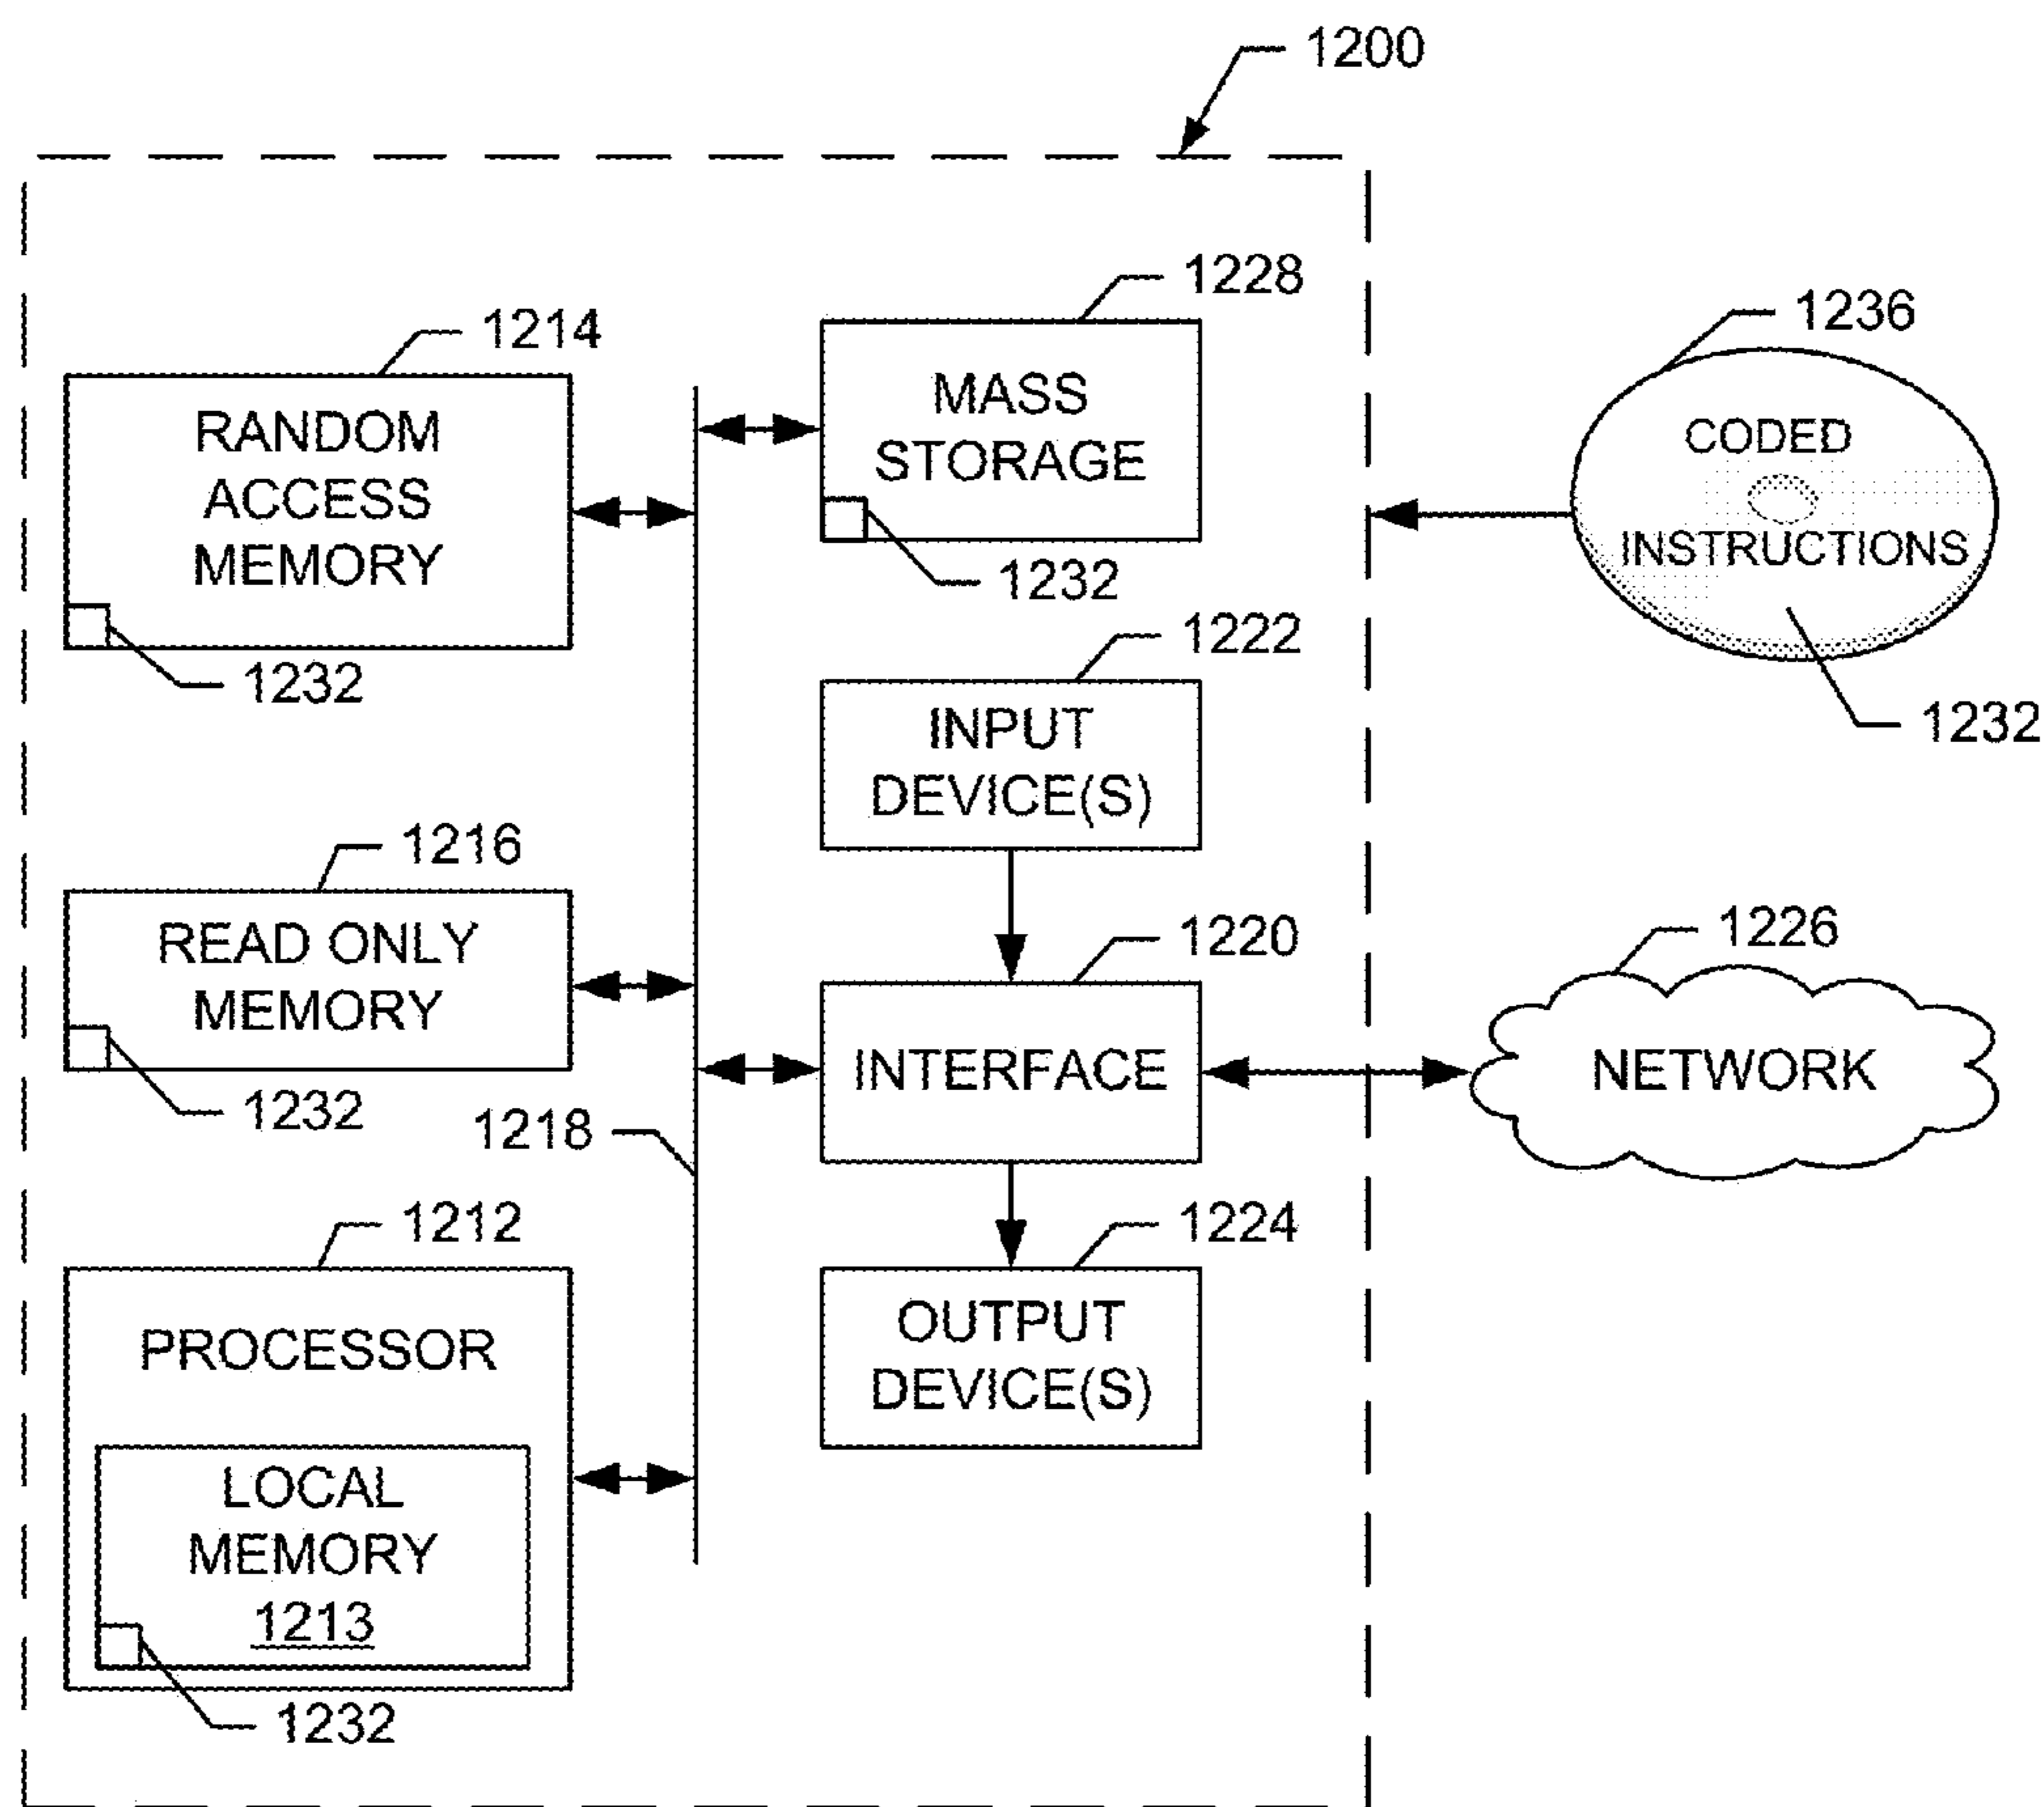 1200
1228
1214
1236
RANDOM
ACCESS
MEMORY
MASS
STORAGE
CODED
INSTRUCTIONS
1232
1232
1222
1232
INPUT
DEVICE(S)
1216
READ ONLY
MEMORY
1220
1226
INTERFACE
NETWORK
1232
1218
1212
1224
PROCESSOR
OUTPUT
DEVICE(S)
LOCAL
MEMORY
1213
1232